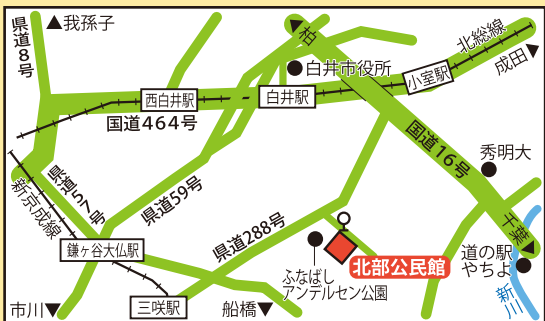 県道8号
▲我孫子
▲柏
北総線
成田▶
白井市役所
西白井駅
白井駅
小室駅
国道464号
国道16号
秀明大
新京成線
県道57号
県道59号
県道288号
千葉▶
鎌ヶ谷大仏駅
北部公民館
道の駅
やちよ
ふなばし
アンデルセン公園
新川
市川▼
三咲駅
船橋▼